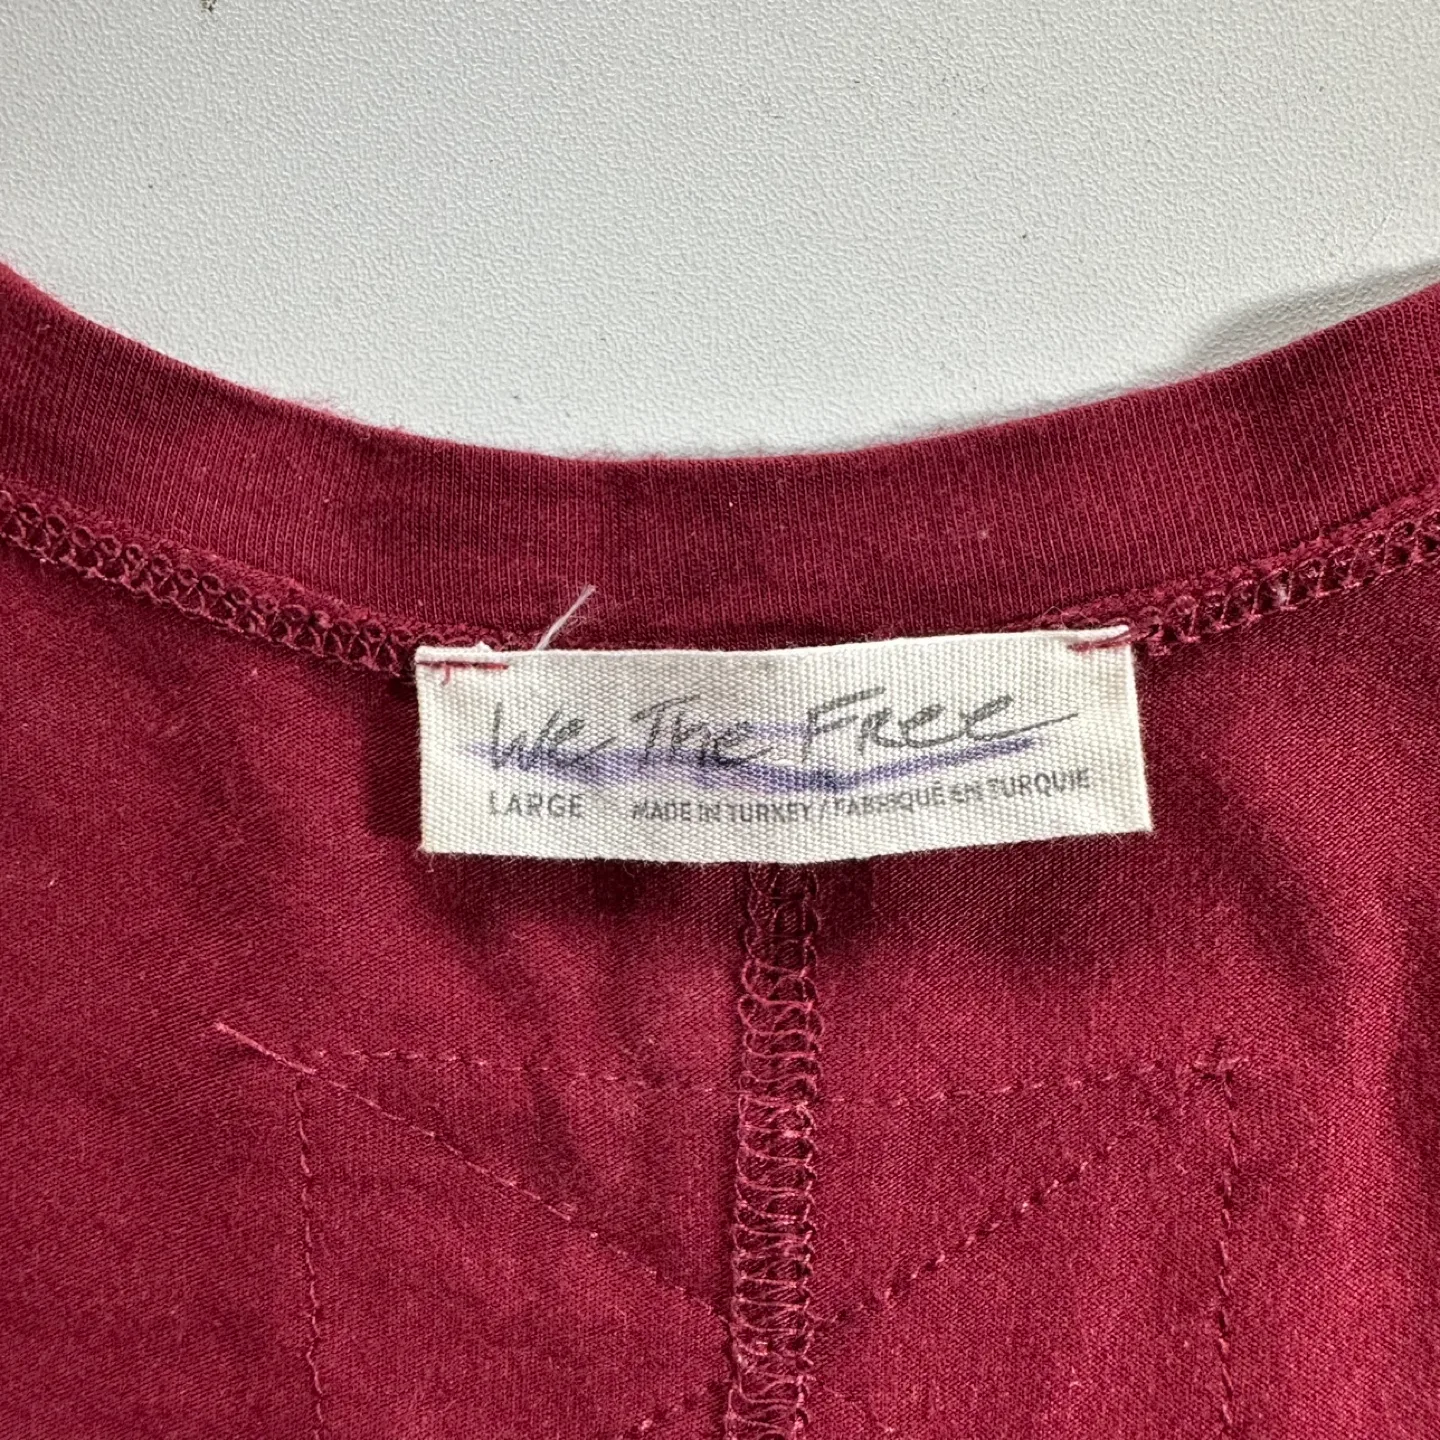 We The Free
LARGE MADE IN TURKEY / FABRIQUÉ EN TURQUIE